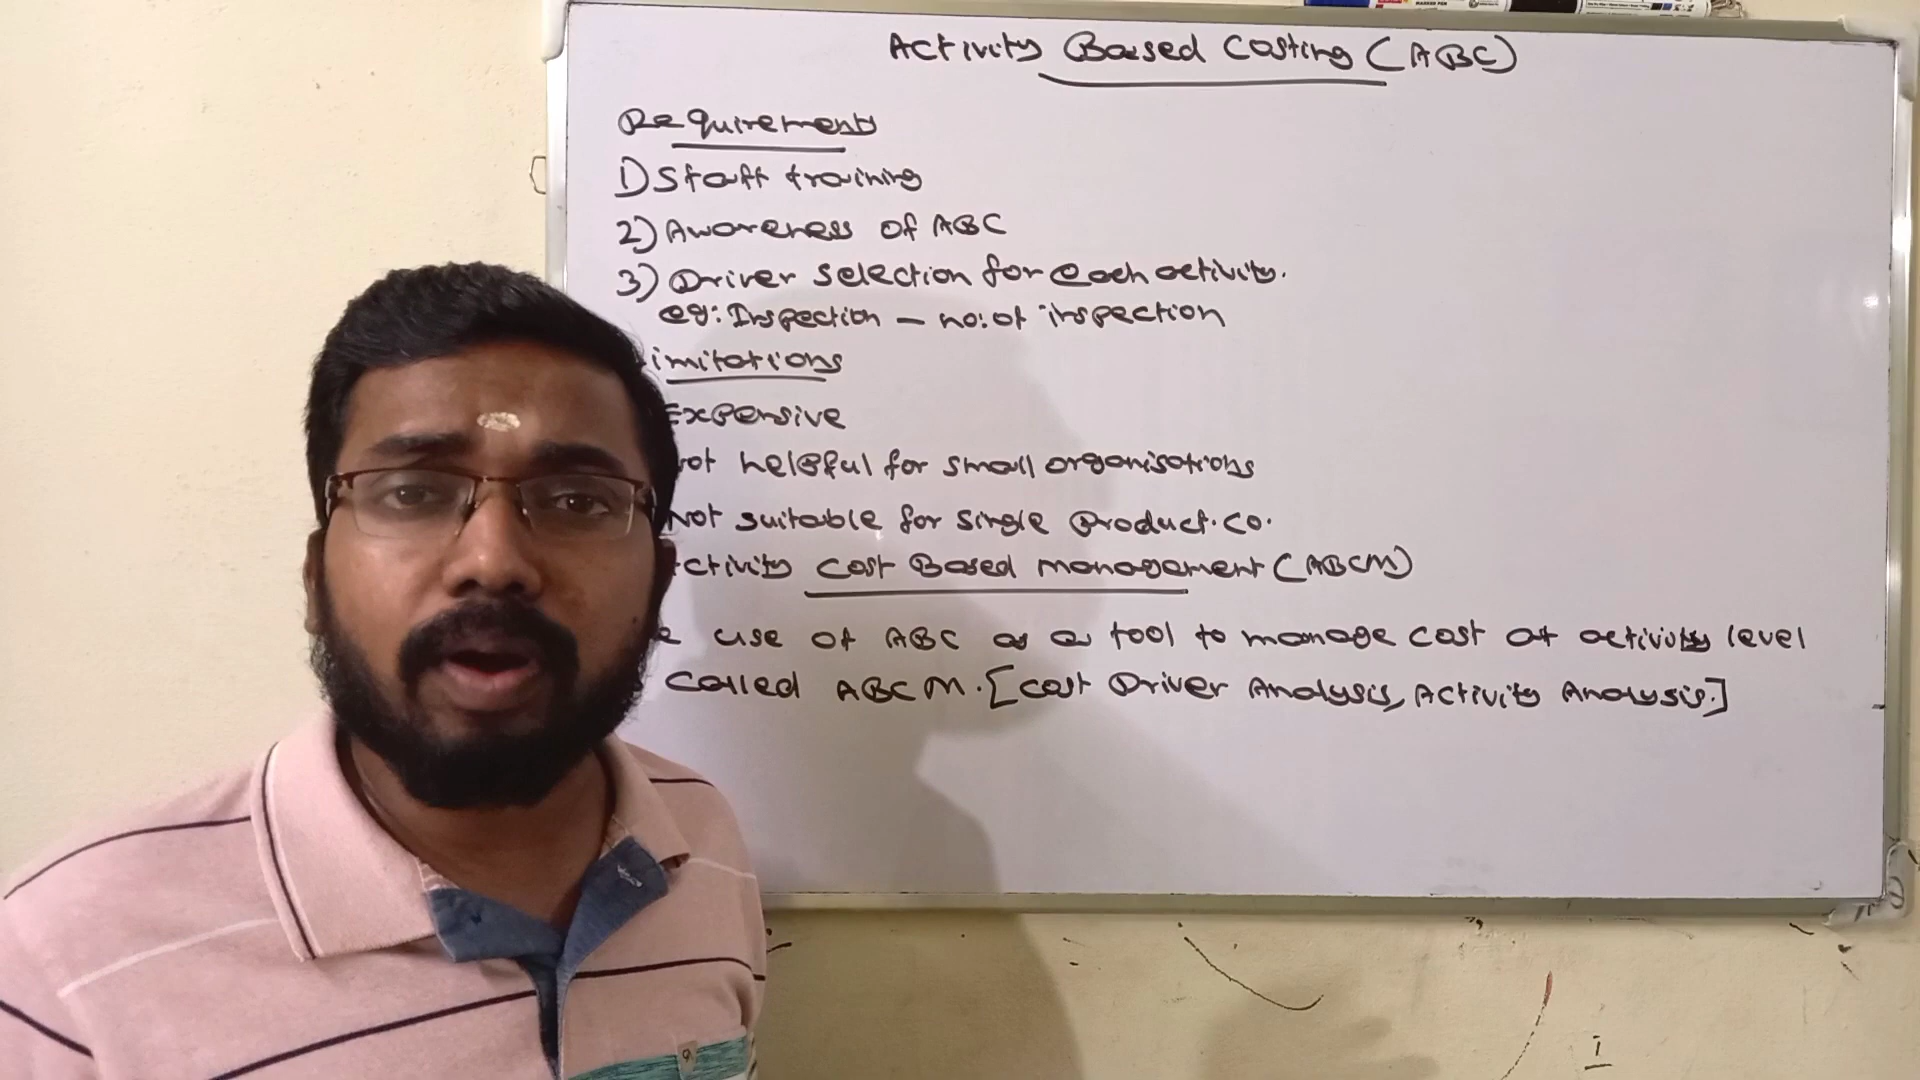 Activity Based Costing (ABC)
Requirements
1) Staff training
2) Awareness of ABC
3) Driver selection for each activity.
eg: Inspection - no: of inspection
imitations
Expensive
ot helpful for small organisations
Not suitable for single product. co.
ctivity Cost Based management (ABCM)
e use of ABC as a tool to manage cost at activity level
called ABCM. [cost Driver Analysis, Activity Analysis.]